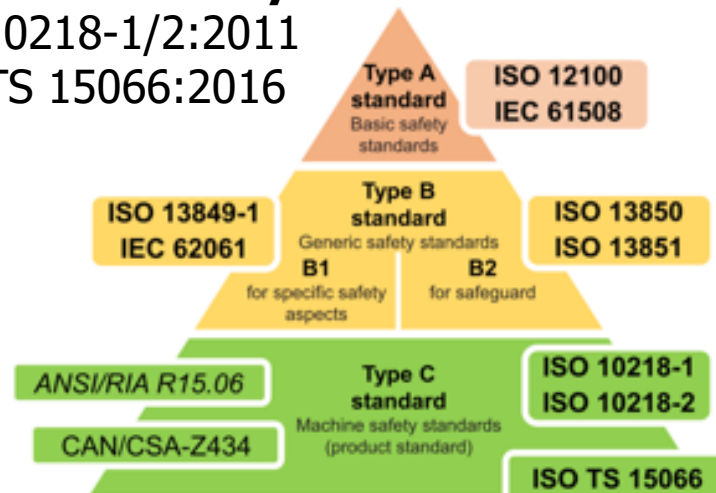 0218-1/2:2011
TS 15066:2016
Type A
standard
Basic safety
standards
ISO 12100
IEC 61508
ISO 13849-1
IEC 62061
Type B
standard
Generic safety standards
B1
for specific safety
aspects
B2
for safeguard
ISO 13850
ISO 13851
ANSI/RIA R15.06
CAN/CSA-Z434
Type C
standard
Machine safety standards
(product standard)
ISO 10218-1
ISO 10218-2
ISO TS 15066